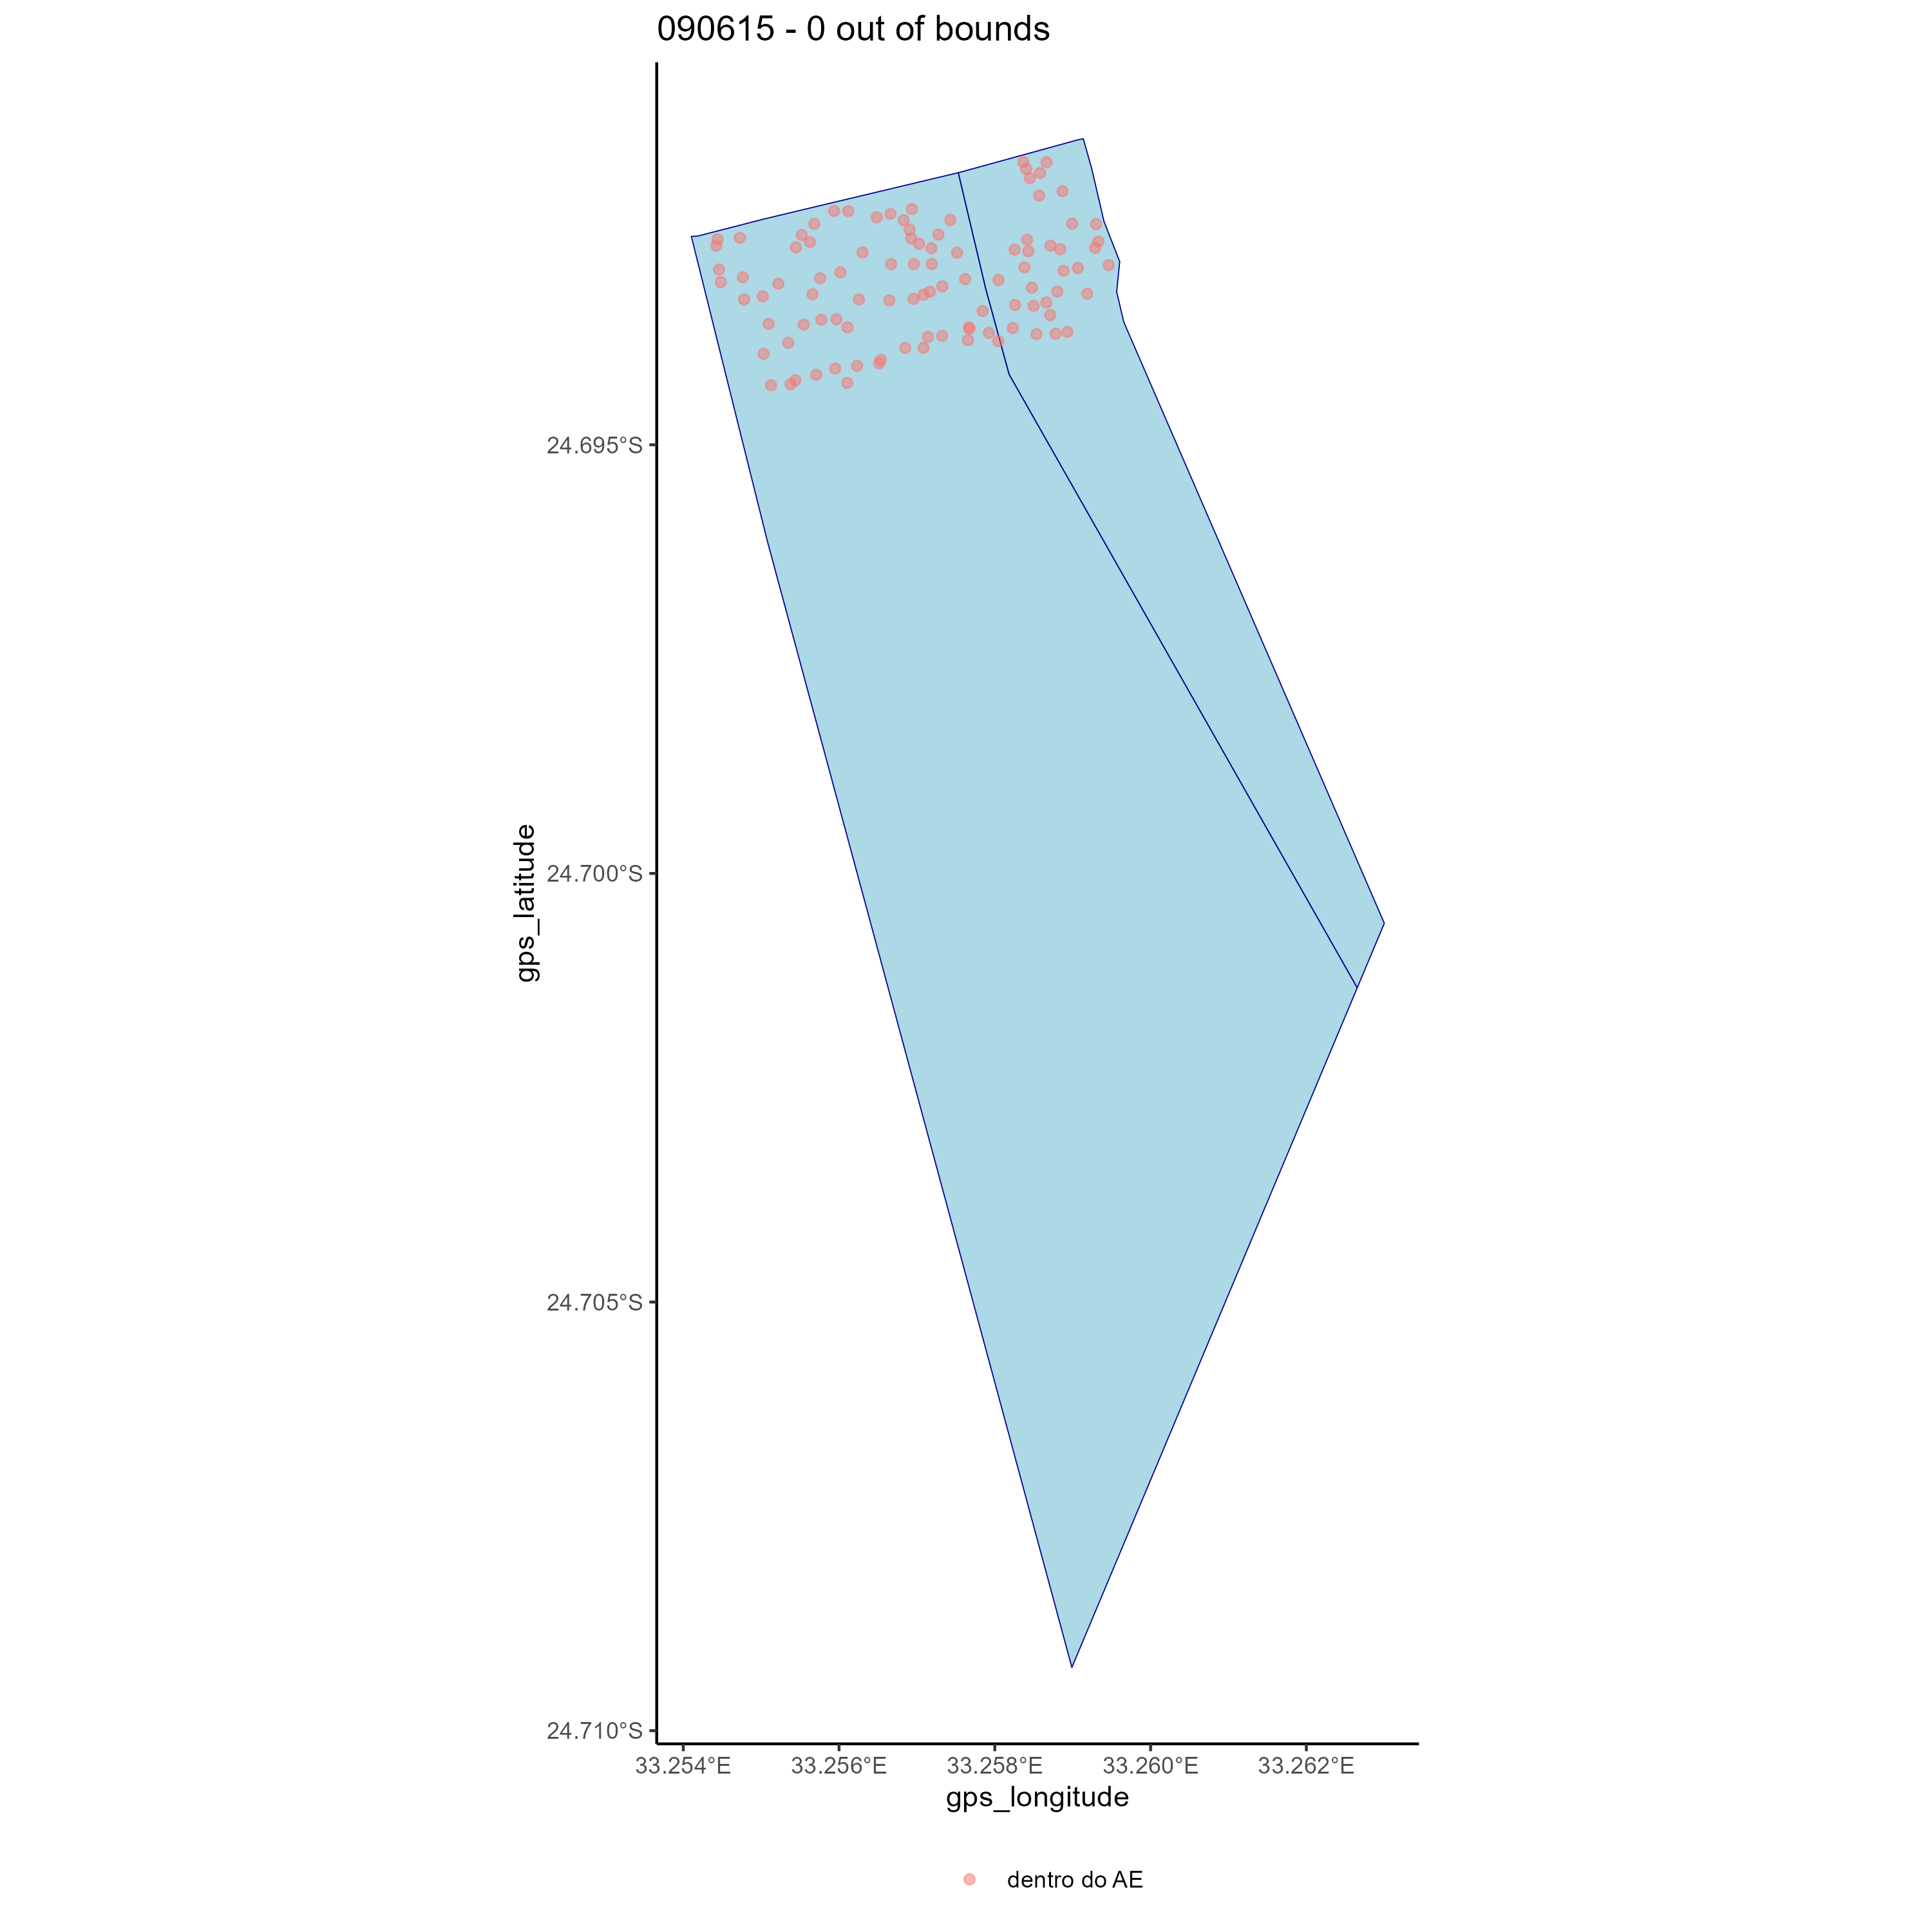 090615 - 0 out of bounds
gps_latitude
24.695°S
24.700°S
24.705°S
24.710°S
33.254°E 33.256°E 33.258°E 33.260°E 33.262°E
gps_longitude
dentro do AE